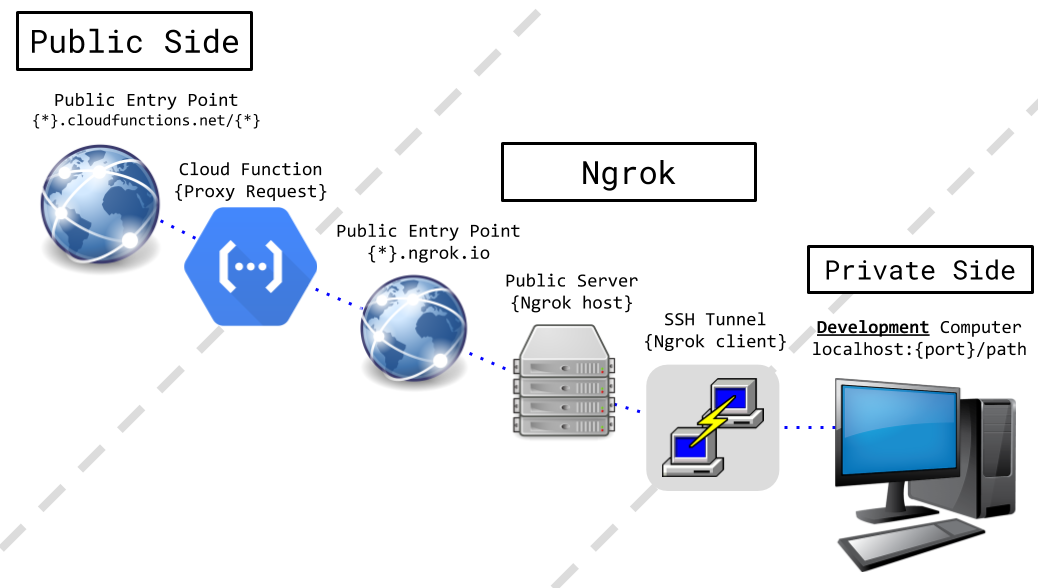 Public Side
Public Entry Point
{*}.cloudfunctions.net/{*}
Cloud Function
{Proxy Request}
Ngrok
Public Entry Point
{*}.ngrok.io
Public Server
{Ngrok host}
SSH Tunnel
{Ngrok client}
Private Side
Development Computer
localhost:{port}/path